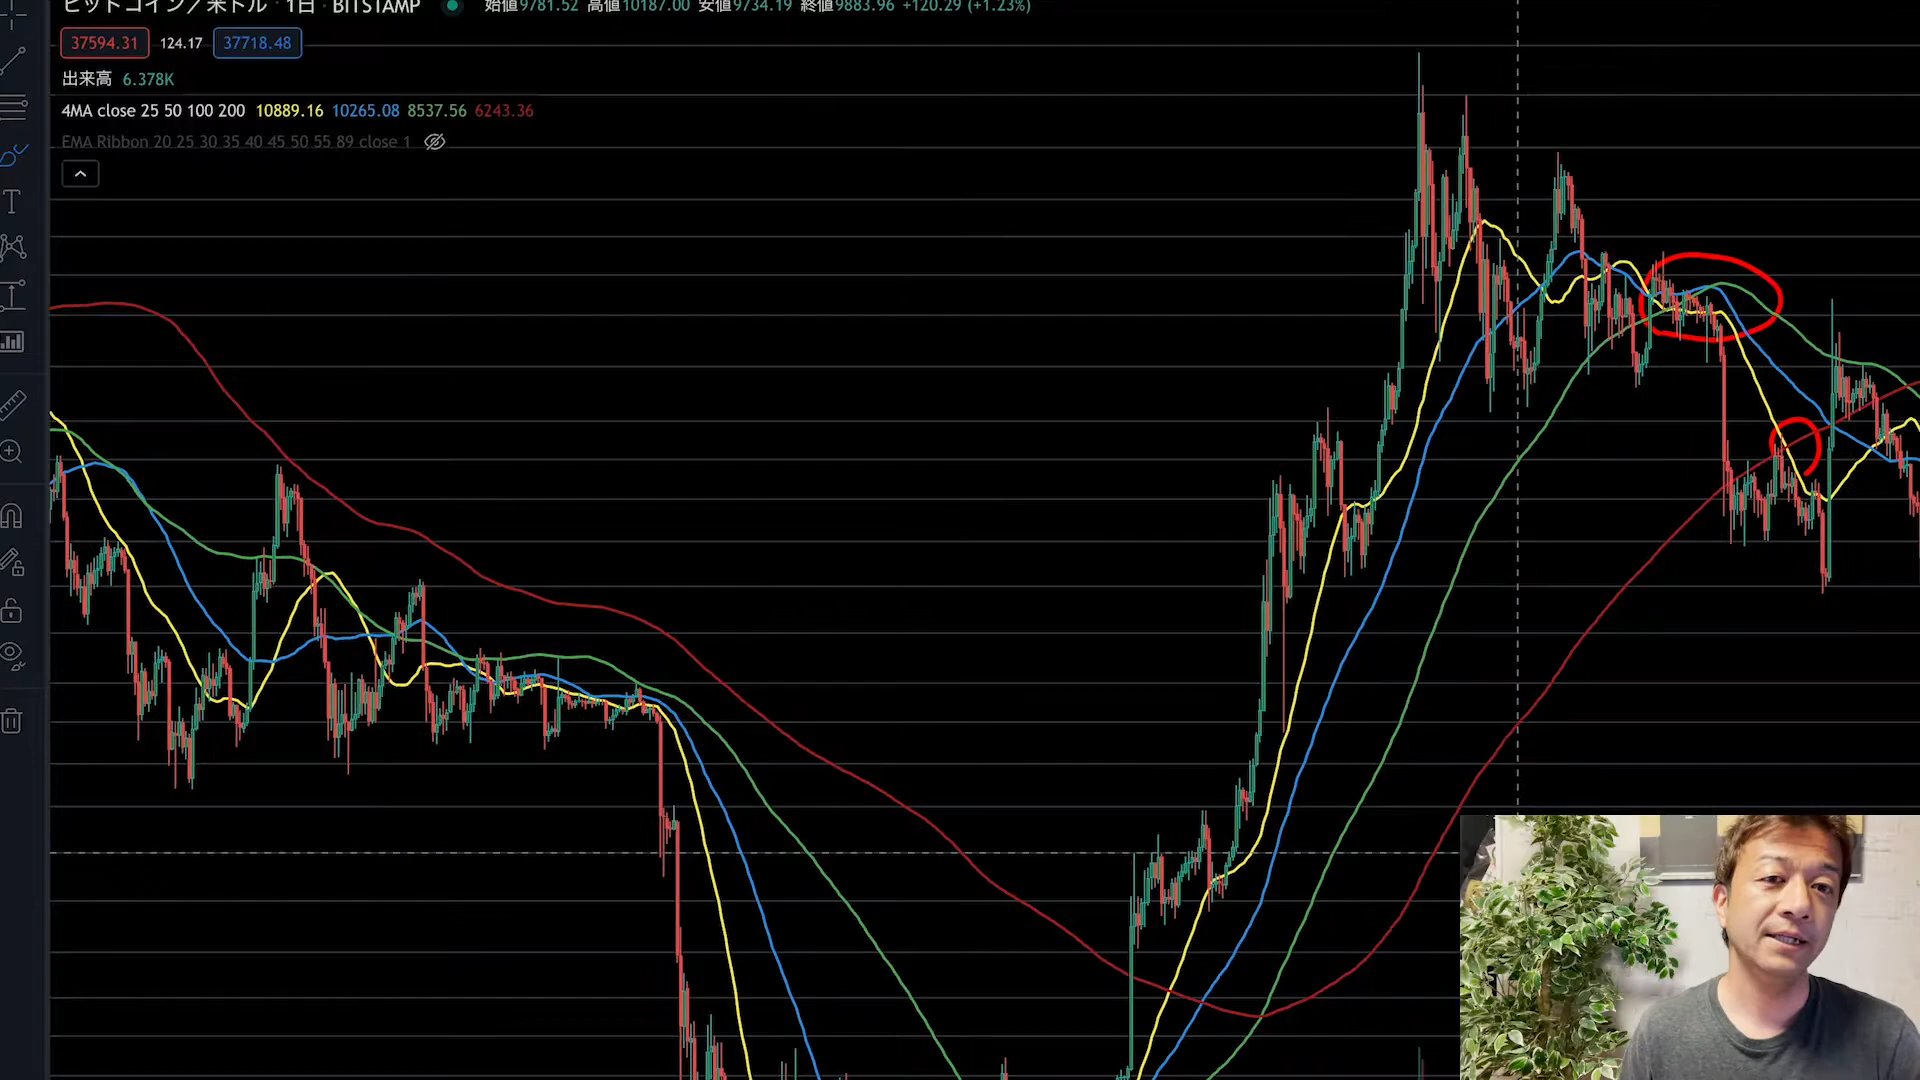 ビットコイン／米ドル · 1日 · BITSTAMP 始値9781.52 高値10187.00 安値9734.19 終値9883.96 +120.29 (+1.23%)
37594.31 124.17 37718.48
出来高 6.378K
4MA close 25 50 100 200 10889.16 10265.08 8537.56 6243.36
EMA Ribbon 20 25 30 35 40 45 50 55 89 close 1